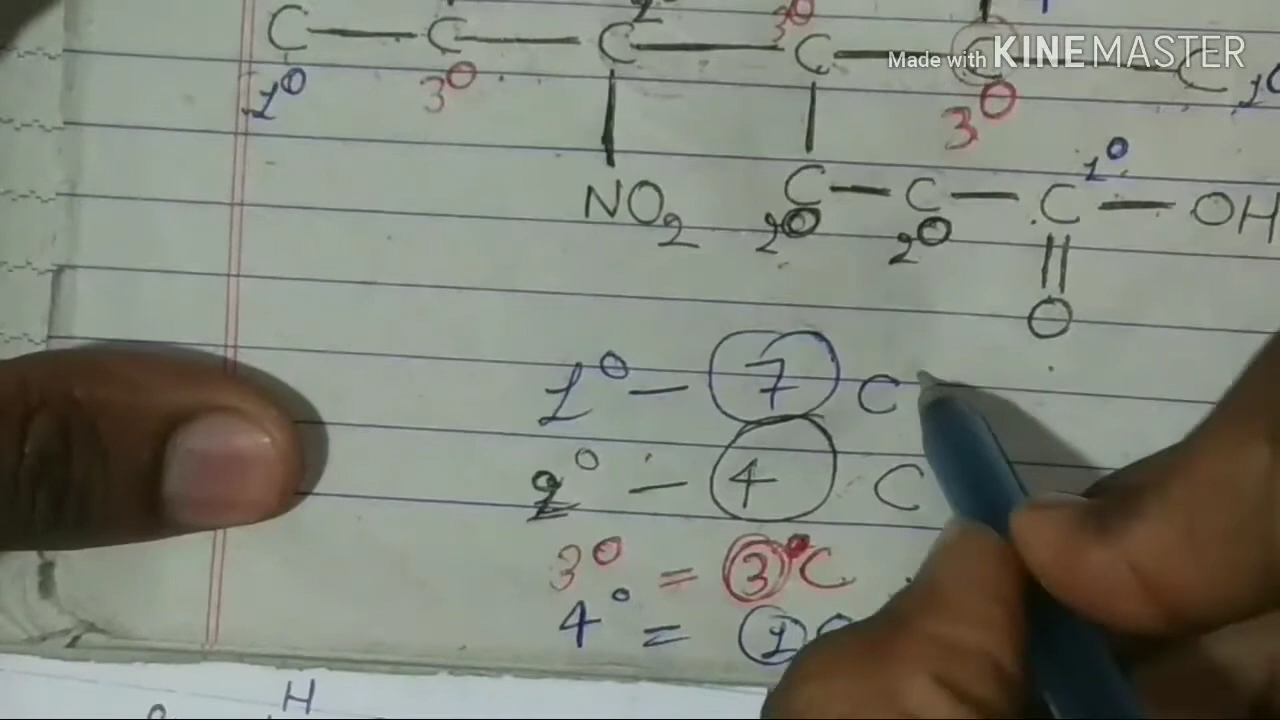 3°
Made with KINEMASTER
C — C — C — C — C — C
1° 3° 3° 1
NO2 C — C — C — OH
1°
2° 2°
O
1° — 7 C
2° — 4 C
3° = 3 °C
4° = 1 C
H